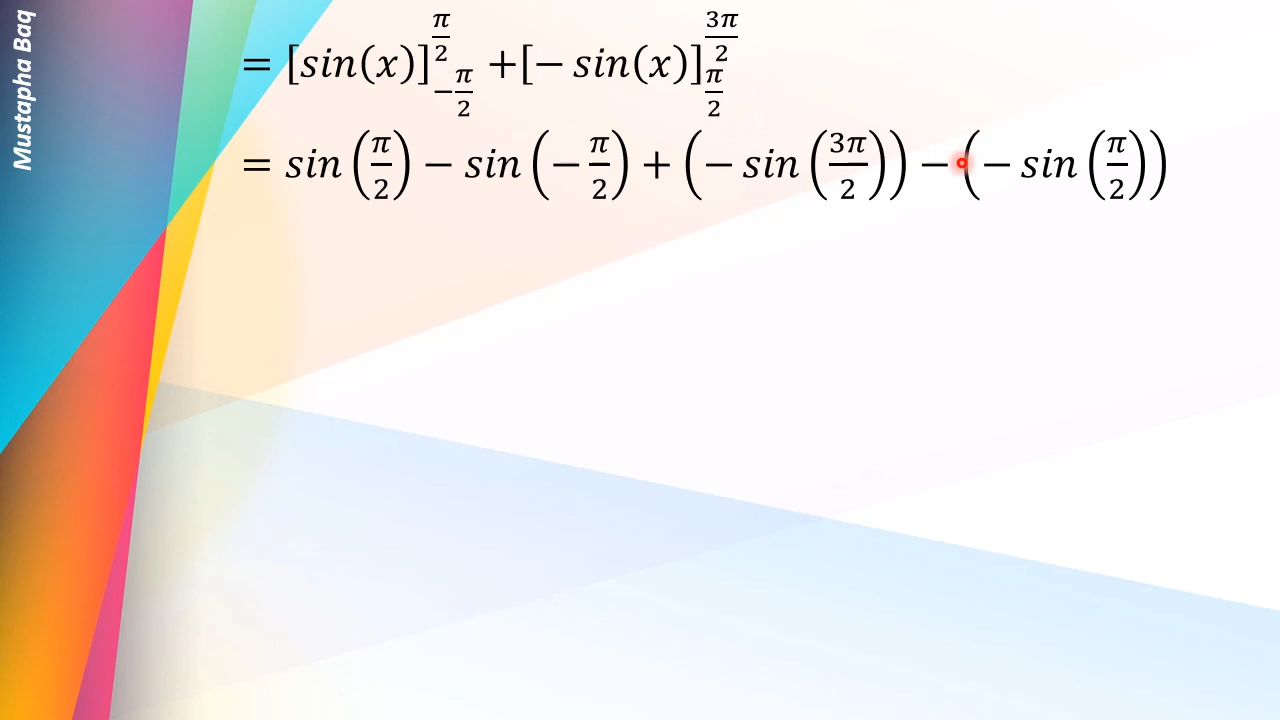 Mustapha Baq
= [sin(x)]_{-π/2}^{π/2} +[− sin(x)]_{π/2}^{3π/2}
= sin(π/2) − sin(−π/2) + (− sin(3π/2)) − (− sin(π/2))